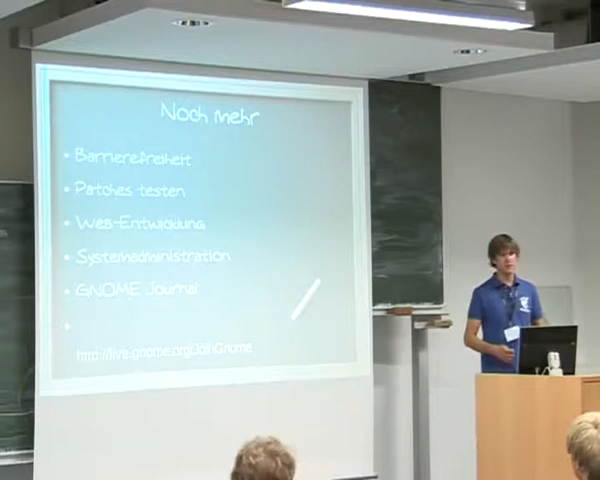 Noch mehr
• Barrierefreiheit
• Patches testen
• Web-Entwicklung
• Systemadministration
• GNOME Journal
•
http://live.gnome.org/JoinGnome